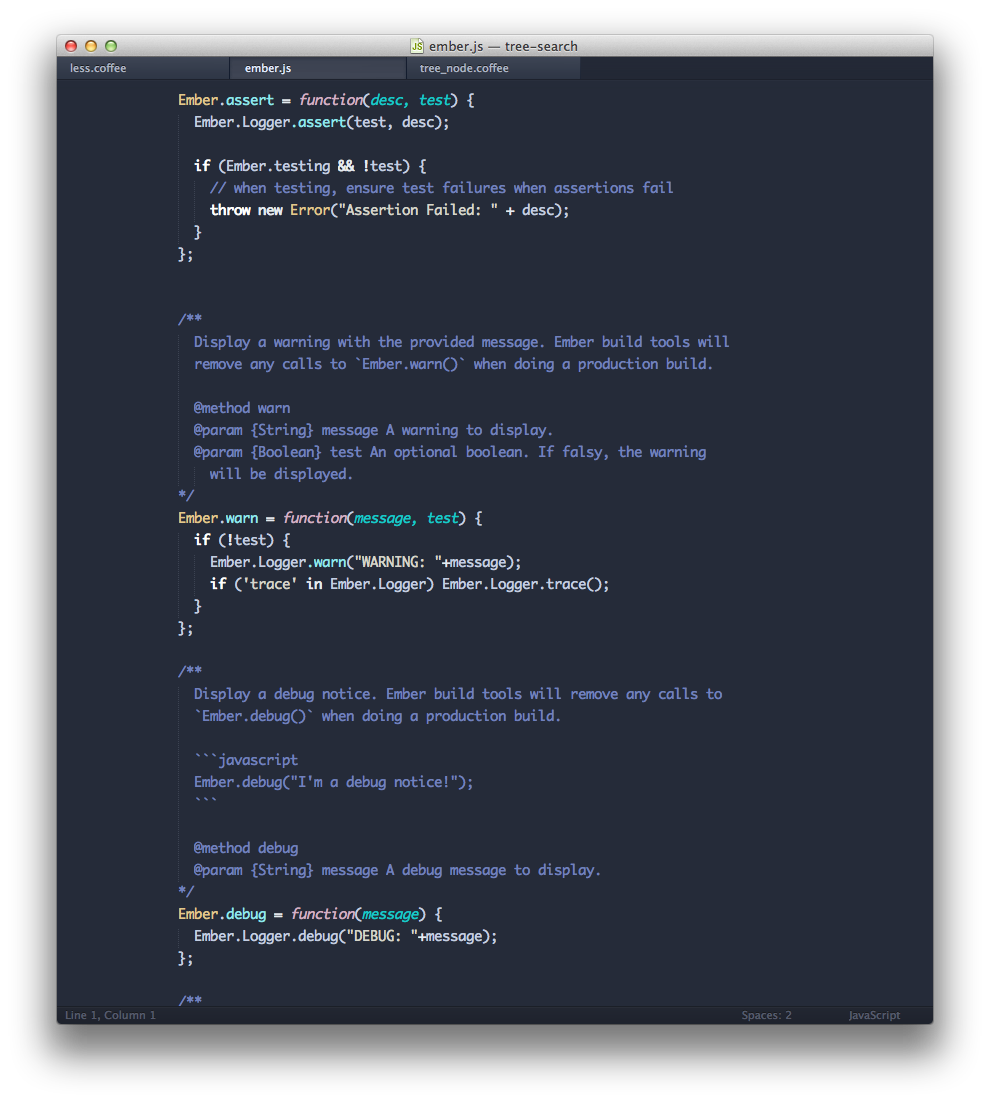 ember.js — tree-search
less.coffee
ember.js
tree_node.coffee
Ember.assert = function(desc, test) {
  Ember.Logger.assert(test, desc);

  if (Ember.testing && !test) {
    // when testing, ensure test failures when assertions fail
    throw new Error("Assertion Failed: " + desc);
  }
};


/**
  Display a warning with the provided message. Ember build tools will
  remove any calls to `Ember.warn()` when doing a production build.

  @method warn
  @param {String} message A warning to display.
  @param {Boolean} test An optional boolean. If falsy, the warning
    will be displayed.
*/
Ember.warn = function(message, test) {
  if (!test) {
    Ember.Logger.warn("WARNING: "+message);
    if ('trace' in Ember.Logger) Ember.Logger.trace();
  }
};

/**
  Display a debug notice. Ember build tools will remove any calls to
  `Ember.debug()` when doing a production build.

  ```javascript
  Ember.debug("I'm a debug notice!");
  ```

  @method debug
  @param {String} message A debug message to display.
*/
Ember.debug = function(message) {
  Ember.Logger.debug("DEBUG: "+message);
};

/**
Line 1, Column 1
Spaces: 2
JavaScript